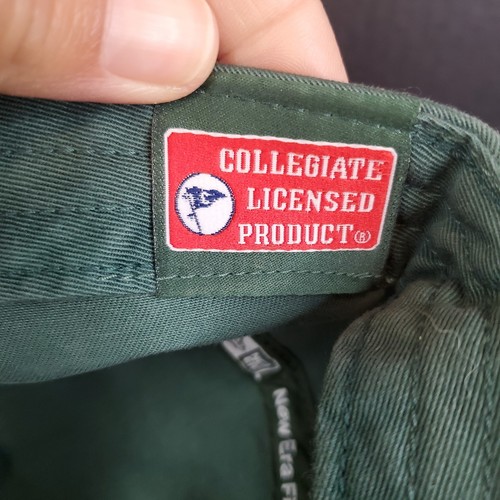 COLLEGIATE
LICENSED
PRODUCT®
New Era